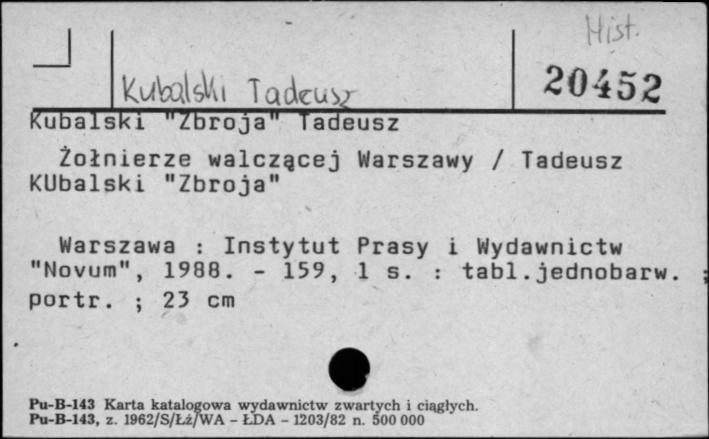 Hist.
20452
Kubalski Tadeusz
Kubalski "Zbroja" Tadeusz
Żołnierze walczącej Warszawy / Tadeusz
KUbalski "Zbroja"
Warszawa : Instytut Prasy i Wydawnictw
"Novum", 1988. - 159, 1 s. : tabl.jednobarw. ;
portr. ; 23 cm
Pu-B-143 Karta katalogowa wydawnictw zwartych i ciągłych.
Pu-B-143, z. 1962/S/Łż/WA - ŁDA - 1203/82 n. 500 000